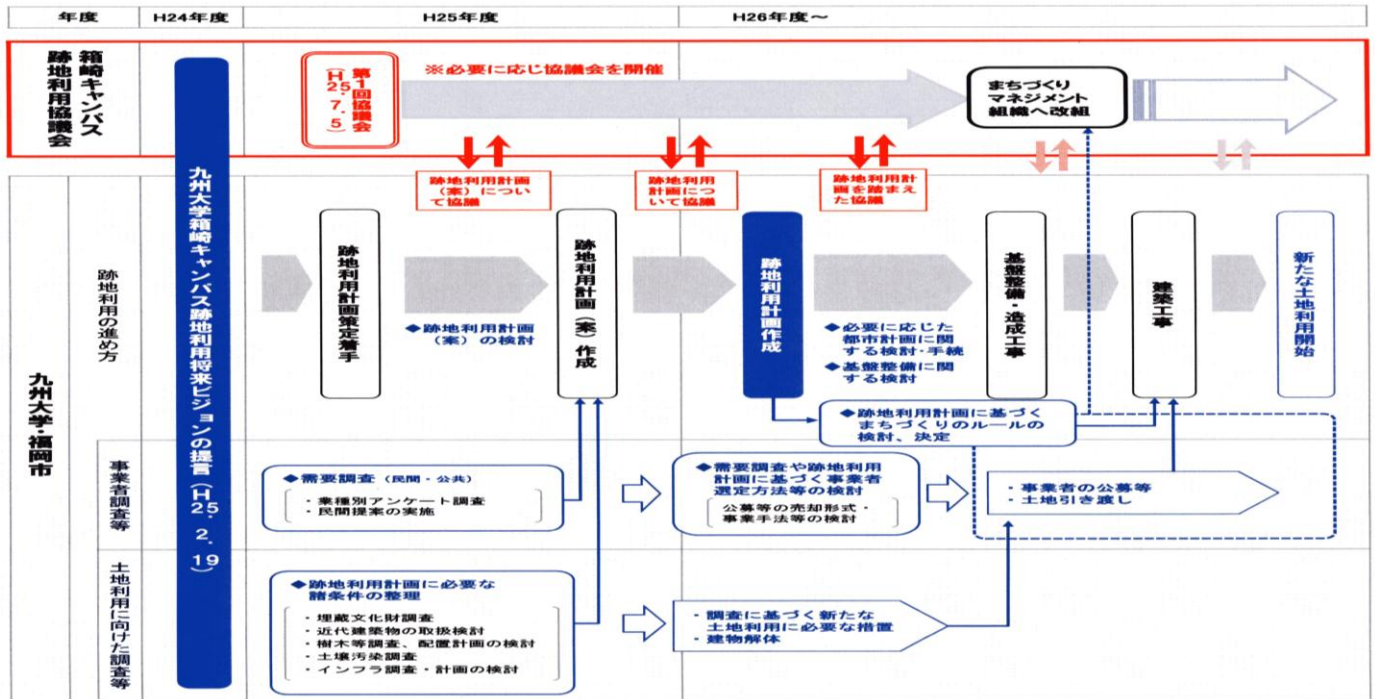 年度
H24年度
H25年度
H26年度～
箱崎キャンパス
跡地利用協議会
第1回協議会
(H25.7.5)
※必要に応じ協議会を開催
まちづくり
マネジメント
組織へ改組
跡地利用計画
（案）につい
て協議
跡地利用
計画につ
いて協議
跡地利用計
画を踏まえ
た協議
九州大学・福岡市
跡地利用の進め方
九州大学箱崎キャンパス跡地利用将来ビジョンの提言（H25．2．19）
跡地利用計画策定着手
◆跡地利用計画
（案）の検討
跡地利用計画（案）作成
跡地利用計画作成
◆必要に応じた
都市計画に関
する検討・手続
◆基盤整備に関
する検討
基盤整備・造成工事
建築工事
新たな土地利用開始
◆跡地利用計画に基づく
まちづくりのルールの
検討、決定
事業者調査等
◆需要調査（民間・公共）
・業種別アンケート調査
・民間提案の実施
◆需要調査や跡地利用
計画に基づく事業者
選定方法等の検討
公募等の売却形式・
事業手法等の検討
・事業者の公募等
・土地引き渡し
土地利用に向けた調査等
◆跡地利用計画に必要な
諸条件の整理
・埋蔵文化財調査
・近代建築物の取扱検討
・樹木等調査、配置計画の検討
・土壌汚染調査
・インフラ調査・計画の検討
・調査に基づく新たな
土地利用に必要な措置
・建物解体